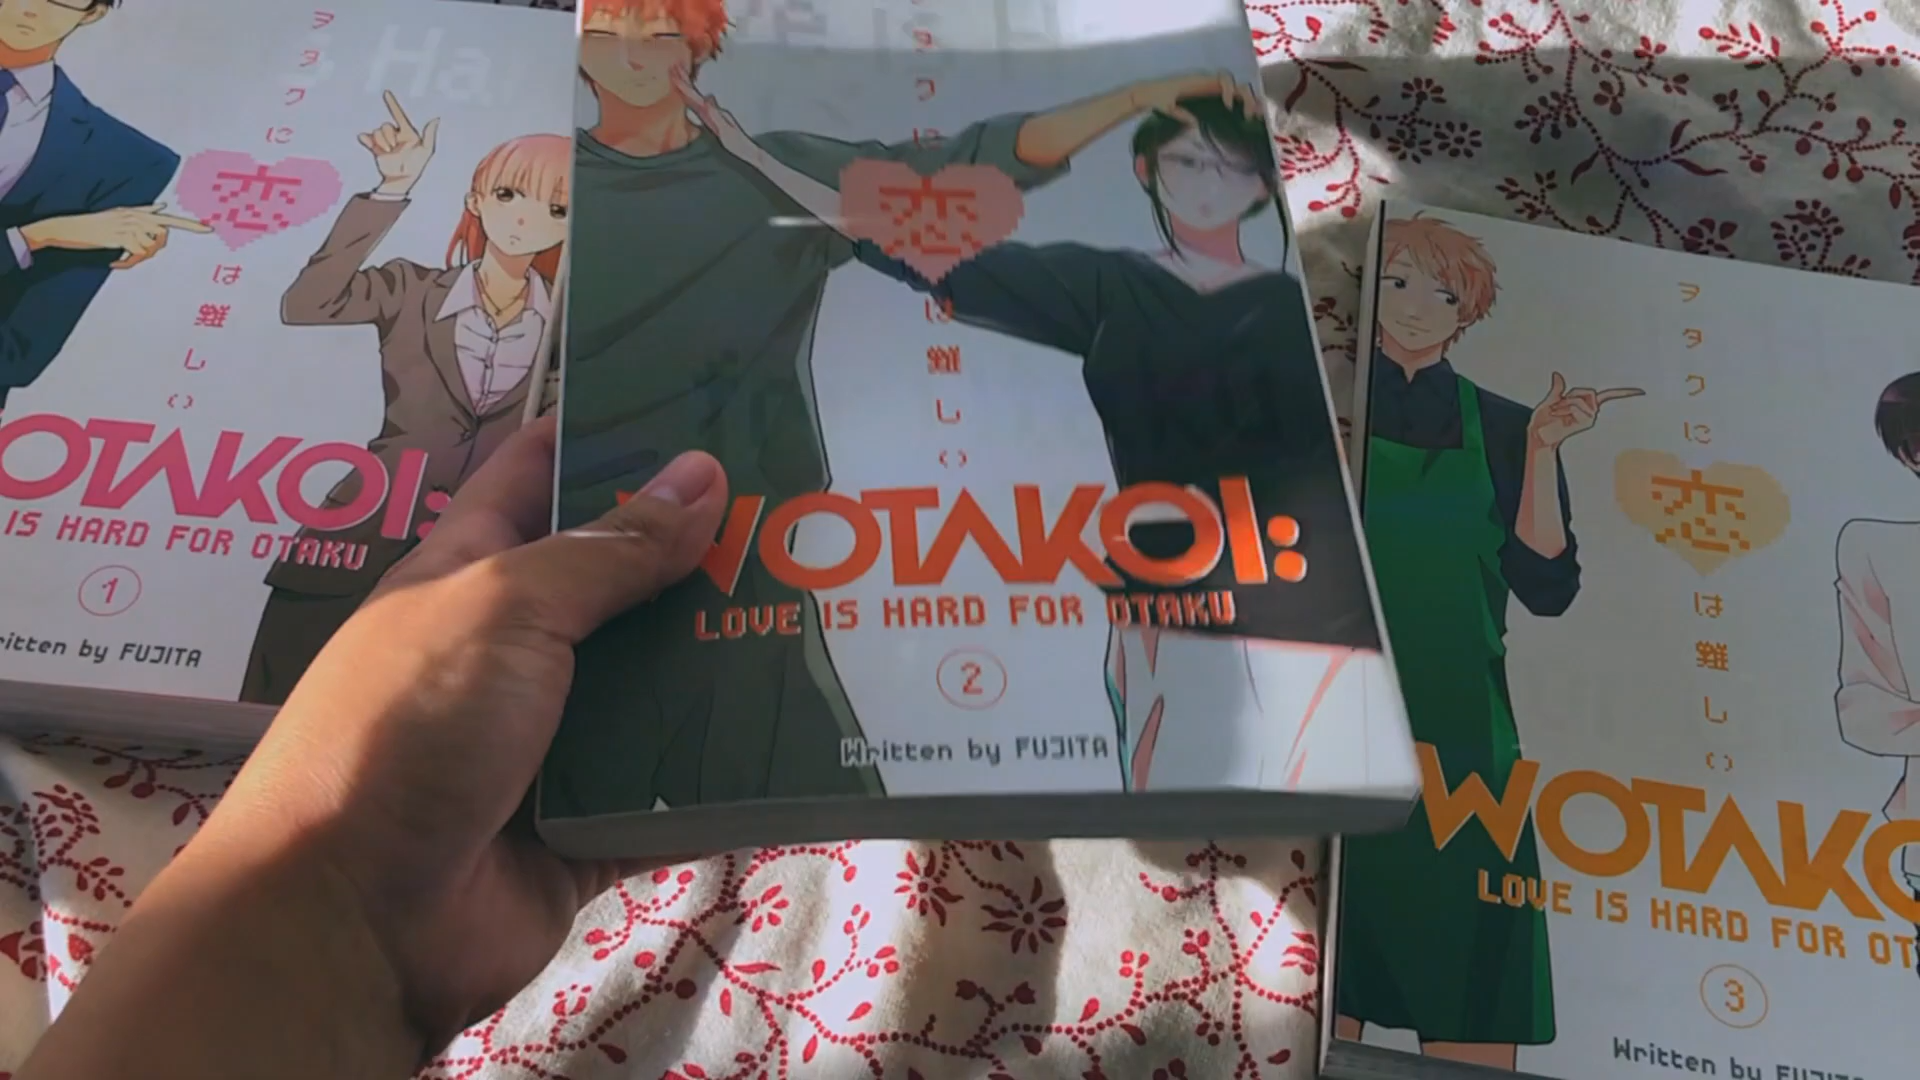 Ha
ヲタクに
恋
は難しい
OTAKOI:
IS HARD FOR OTAKU
1
ritten by FUJITA
タクに
恋
は難しい
WOTAKOI:
LOVE IS HARD FOR OTAKU
2
Written by FUJITA
ヲタクに
恋
は難しい
WOTAKO
LOVE IS HARD FOR OT
3
Written by FUJITA